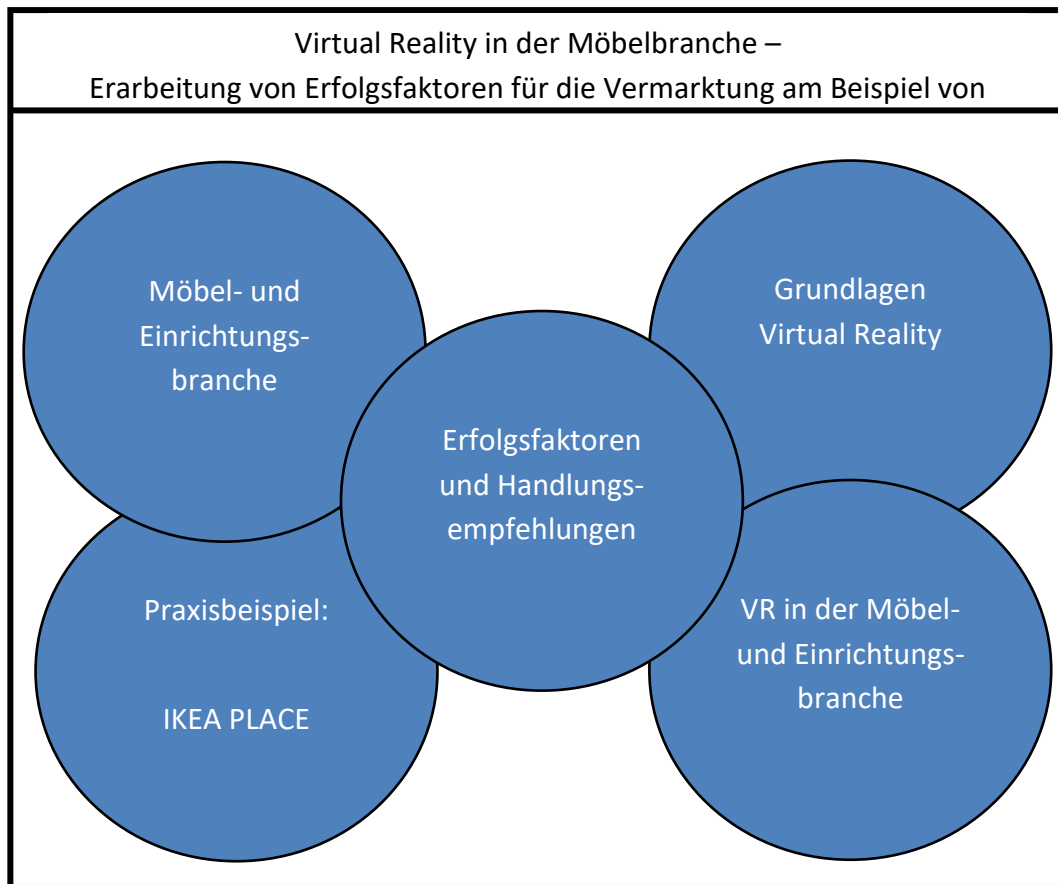 Virtual Reality in der Möbelbranche –
Erarbeitung von Erfolgsfaktoren für die Vermarktung am Beispiel von
Möbel- und
Einrichtungs-
branche
Grundlagen
Virtual Reality
Erfolgsfaktoren
und Handlungs-
empfehlungen
Praxisbeispiel:
IKEA PLACE
VR in der Möbel-
und Einrichtungs-
branche